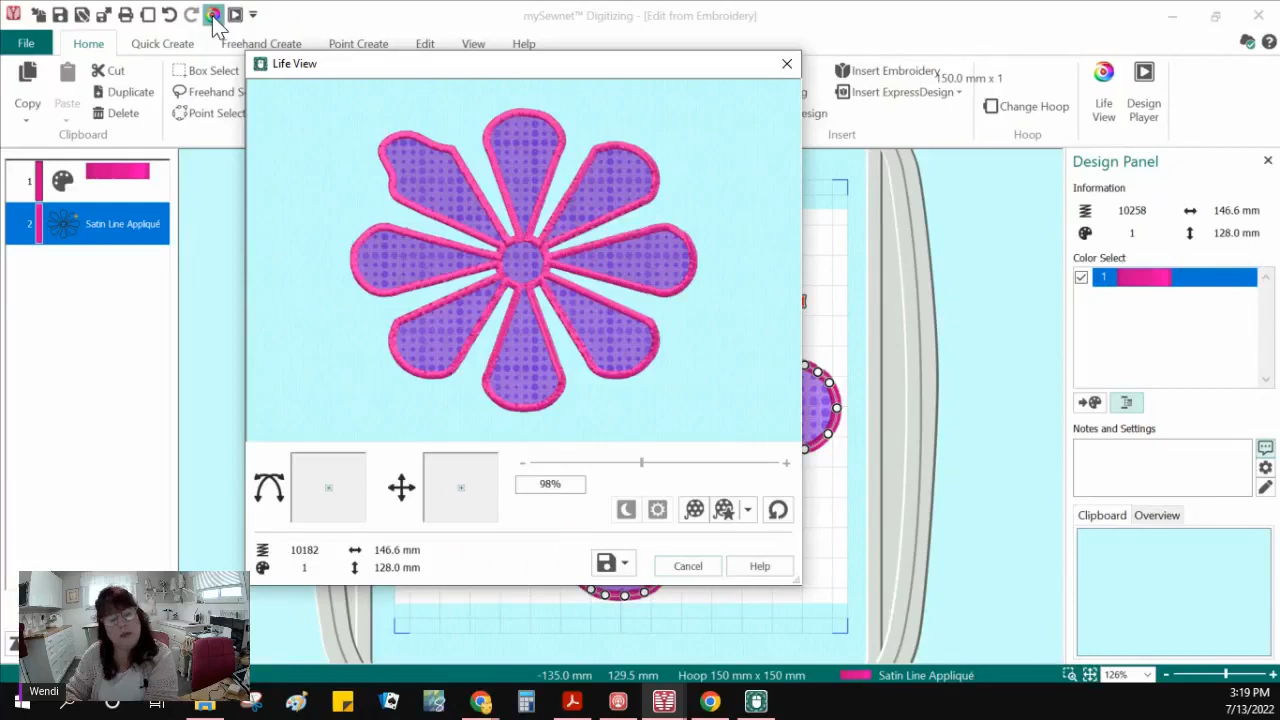 mySewnet™ Digitizing - [Edit from Embroidery]
File
Home
Quick Create
Freehand Create
Point Create
Edit
View
Help
Copy
Paste
Cut
Duplicate
Delete
Clipboard
Box Select
Freehand S
Point Select
Insert Embroidery
Insert ExpressDesign
sign
Insert
150.0 mm x 1
Change Hoop
Hoop
Life View
Design Player
Life View
1
2 Satin Line Appliqué
98%
10182 146.6 mm
1 128.0 mm
Cancel
Help
Design Panel
Information
10258 146.6 mm
1 128.0 mm
Color Select
1
Notes and Settings
Clipboard Overview
Wendi
-135.0 mm 129.5 mm Hoop 150 mm x 150 mm Satin Line Appliqué 126%
3:19 PM
7/13/2022